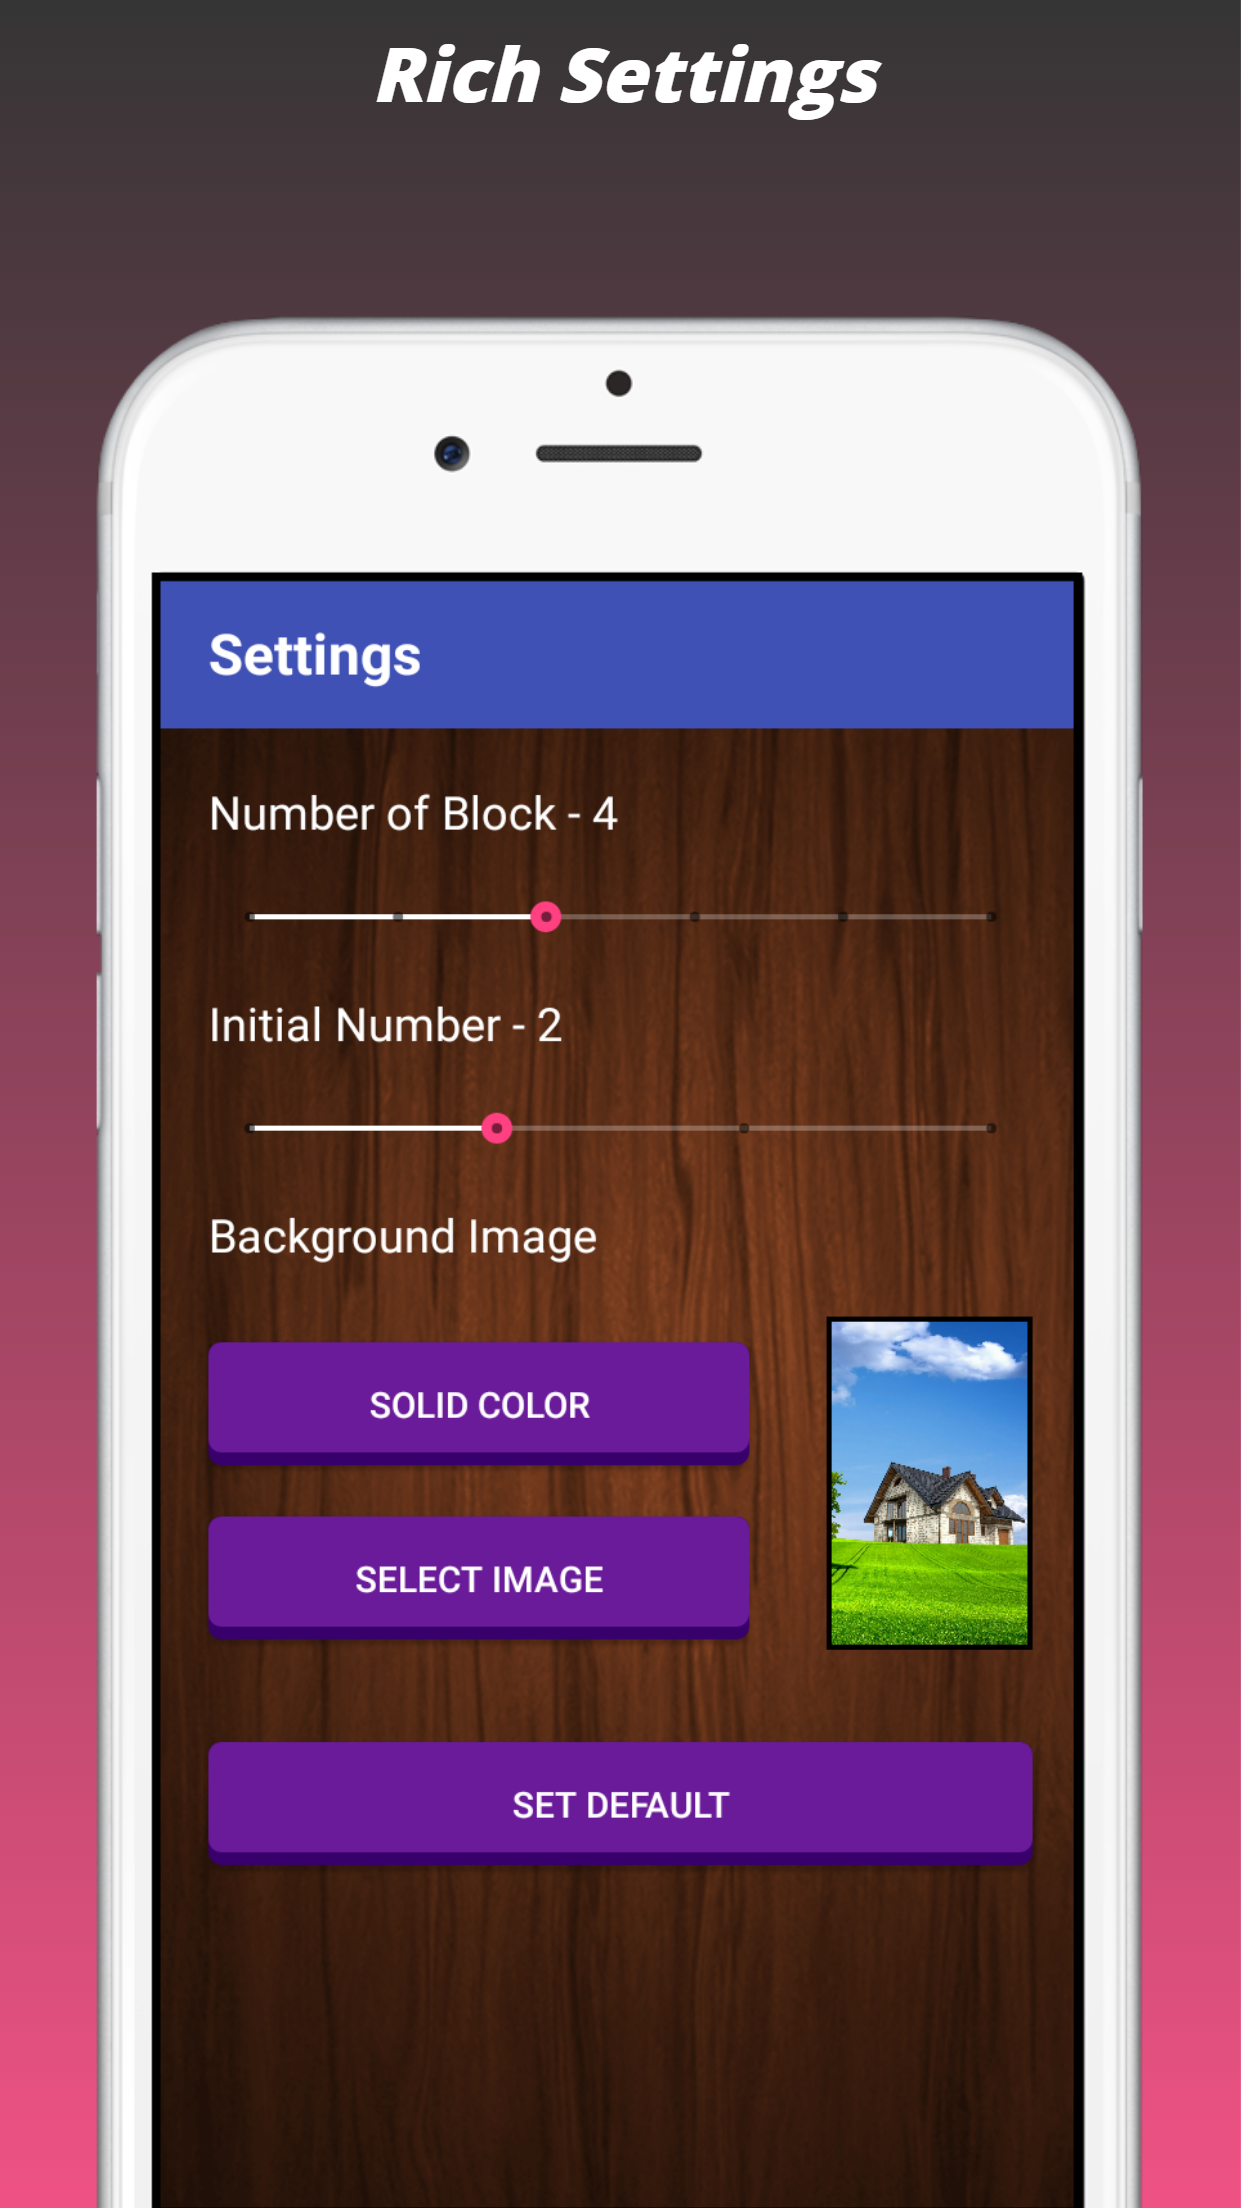 Rich Settings
Settings
Number of Block - 4
Initial Number - 2
Background Image
SOLID COLOR
SELECT IMAGE
SET DEFAULT